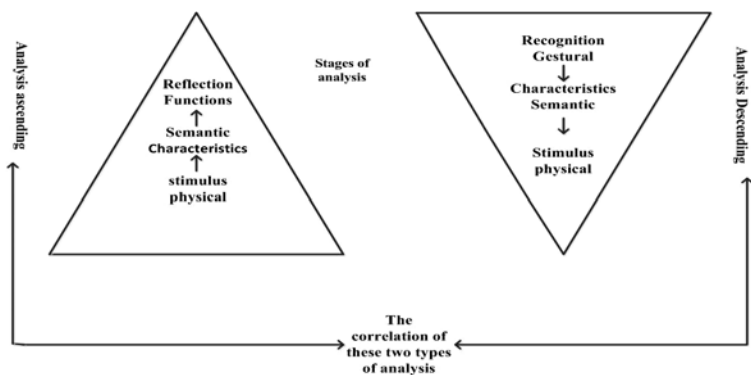 Analysis ascending
Reflection
Functions
Semantic
Characteristics
stimulus
physical
Stages of
analysis
Recognition
Gestural
Characteristics
Semantic
Stimulus
physical
Analysis Descending
The
correlation of
these two types
of analysis